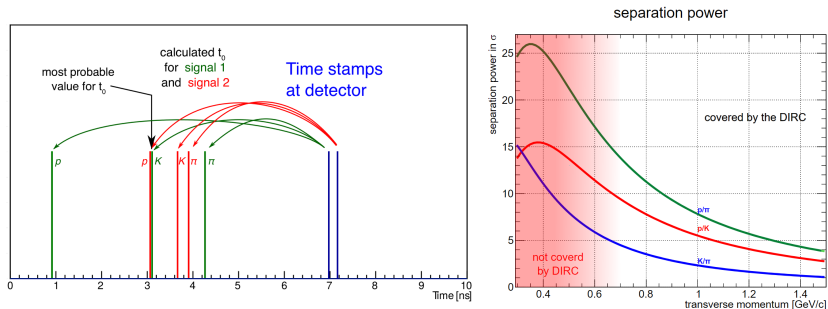 most probable
value for t0
calculated t0
for signal 1
and signal 2
Time stamps
at detector
p
p
K
K
π
π
0
1
2
3
4
5
6
7
8
9
10
Time [ns]
separation power
separation power in σ
25
20
15
10
5
0
covered by the DIRC
p/π
p/K
K/π
not coverd
by DIRC
0.4
0.6
0.8
1
1.2
1.4
transverse momentum [GeV/c]